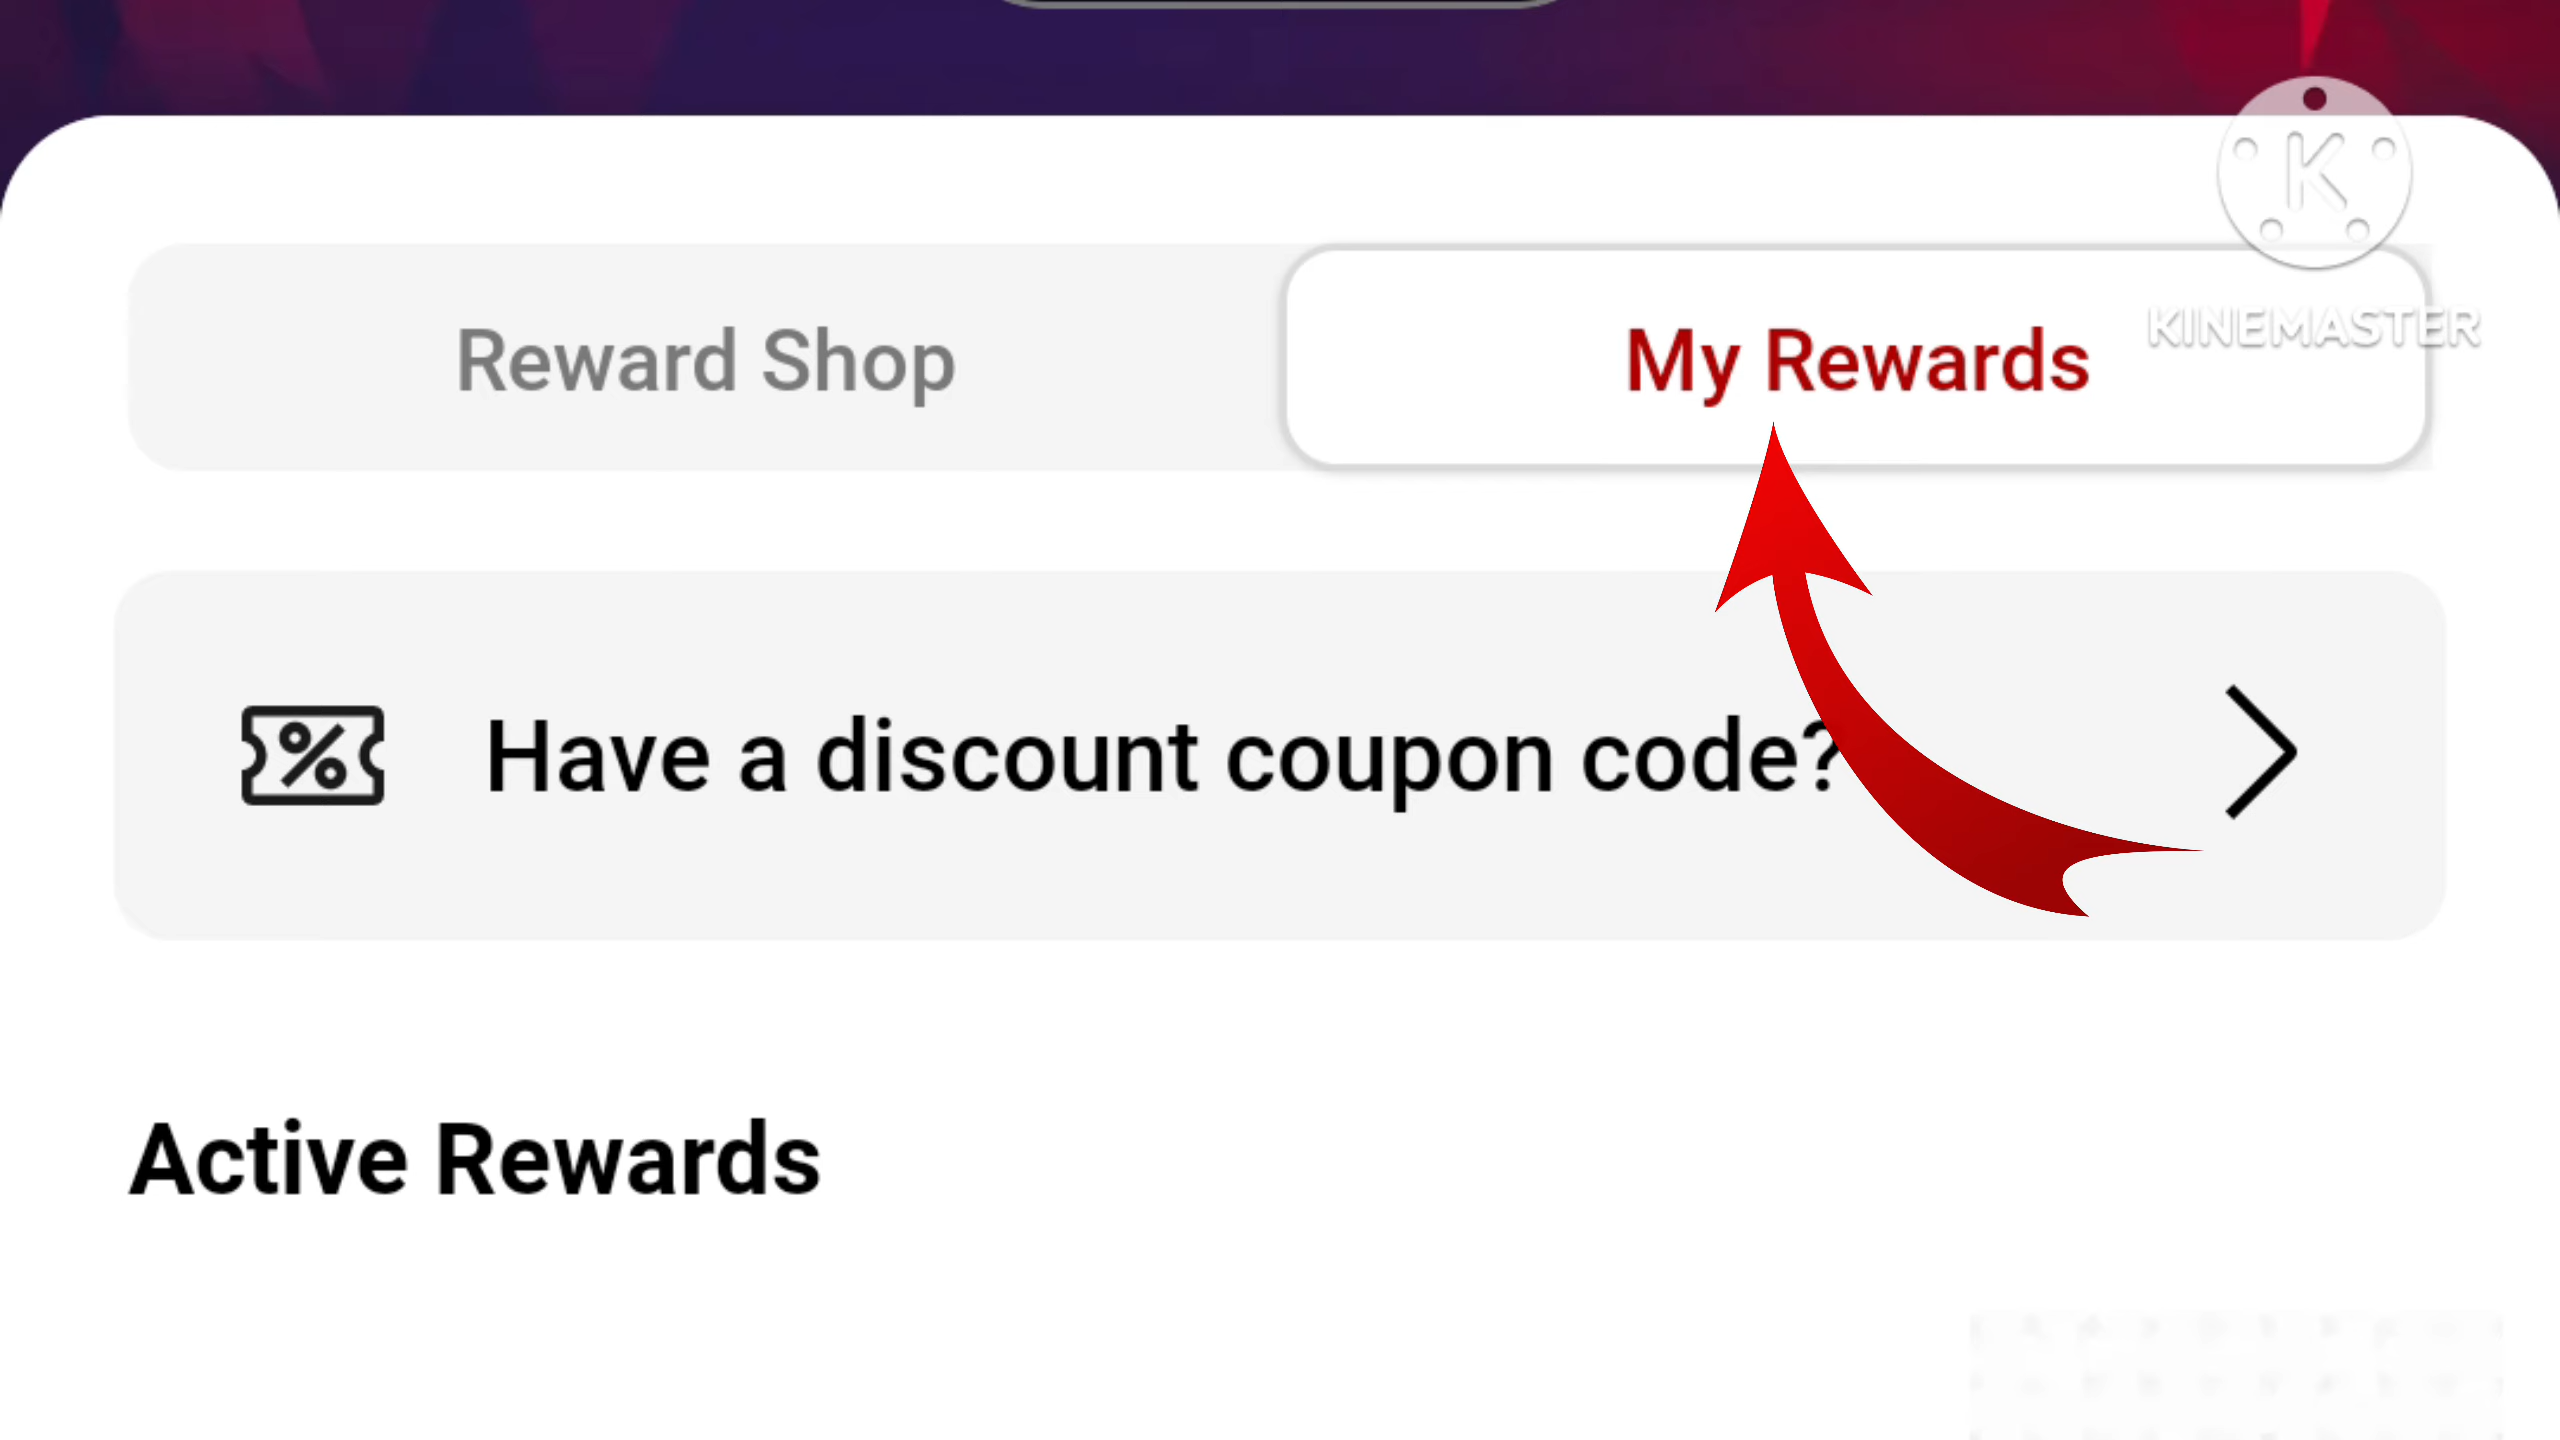 K
KINEMASTER
Reward Shop
My Rewards
Have a discount coupon code?
Active Rewards